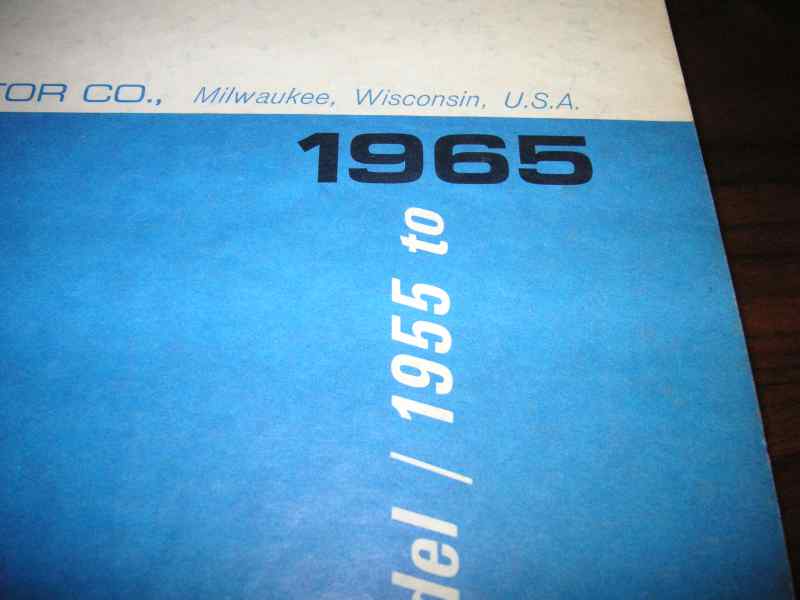 TOR CO., Milwaukee, Wisconsin, U.S.A.
1965
del / 1955 to